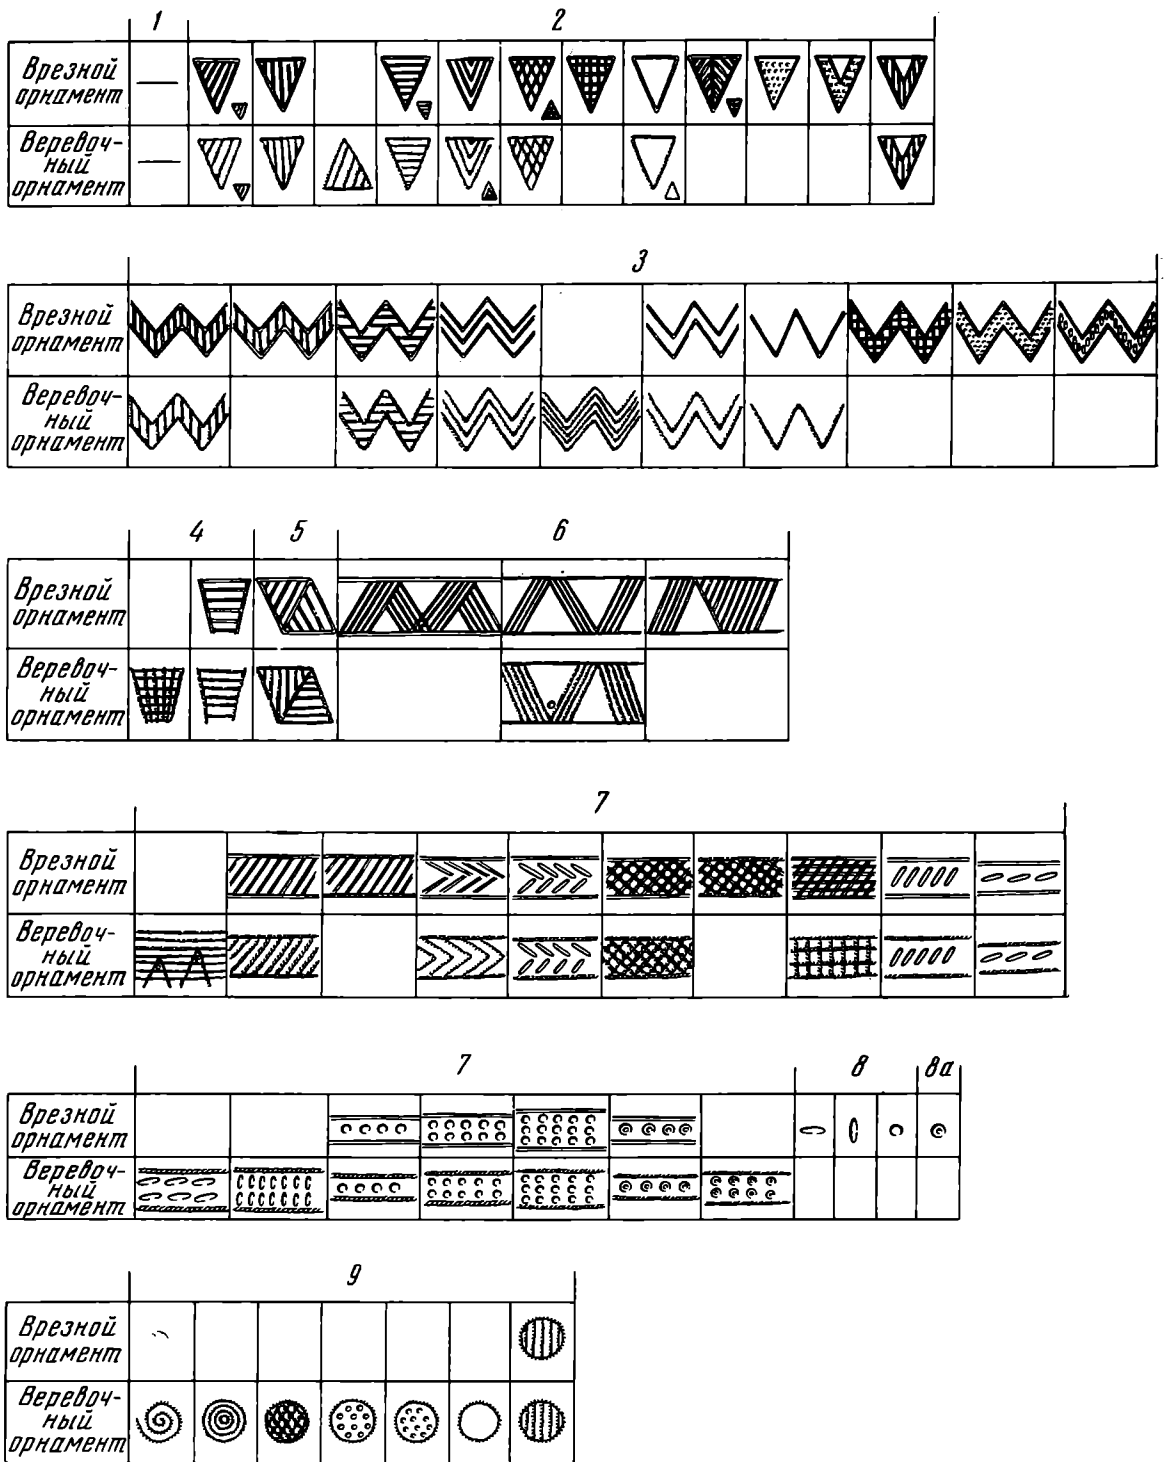 1 2
Врезной
орнамент
Веревоч-
ный
орнамент
3
Врезной
орнамент
Веревоч-
ный
орнамент
4 5 6
Врезной
орнамент
Веревоч-
ный
орнамент
7
Врезной
орнамент
Веревоч-
ный
орнамент
7 8 8а
Врезной
орнамент
Веревоч-
ный
орнамент
9
Врезной
орнамент
Веревоч-
ный
орнамент